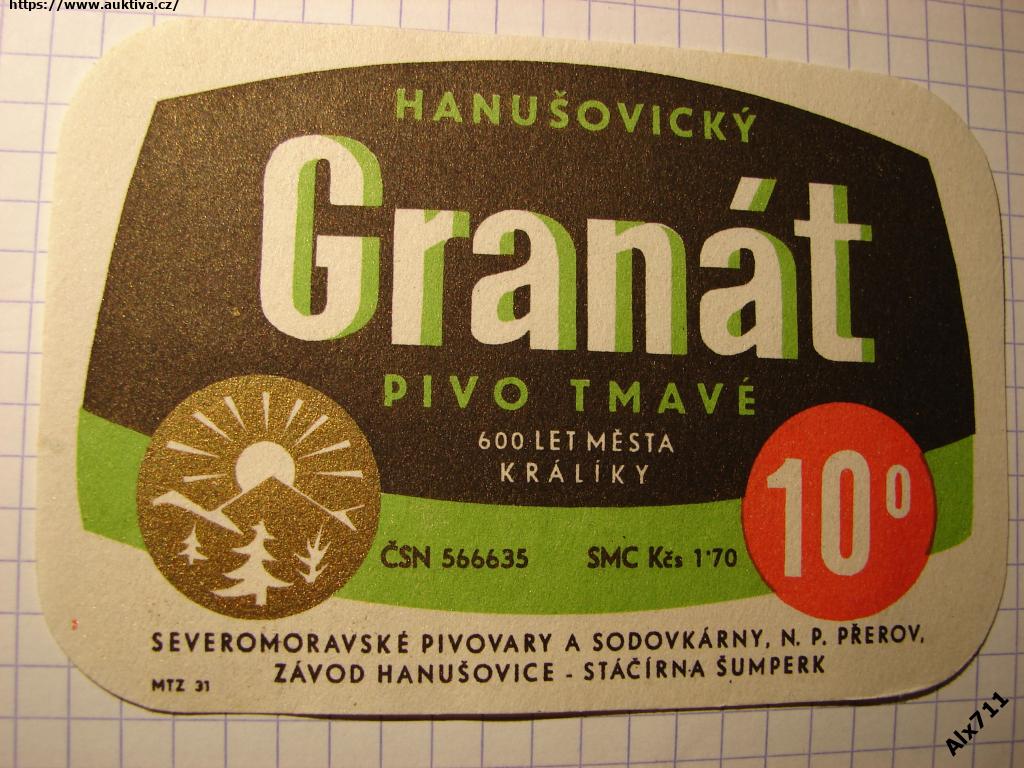 https://www.auktiva.cz/
HANUŠOVICKÝ
Granát
PIVO TMAVÉ
600 LET MĚSTA
KRÁLÍKY
10⁰
ČSN 566635 SMC Kčs 1'70
SEVEROMORAVSKÉ PIVOVARY A SODOVKÁRNY, N. P. PŘEROV,
ZÁVOD HANUŠOVICE - STÁČÍRNA ŠUMPERK
MTZ 31
Alx711